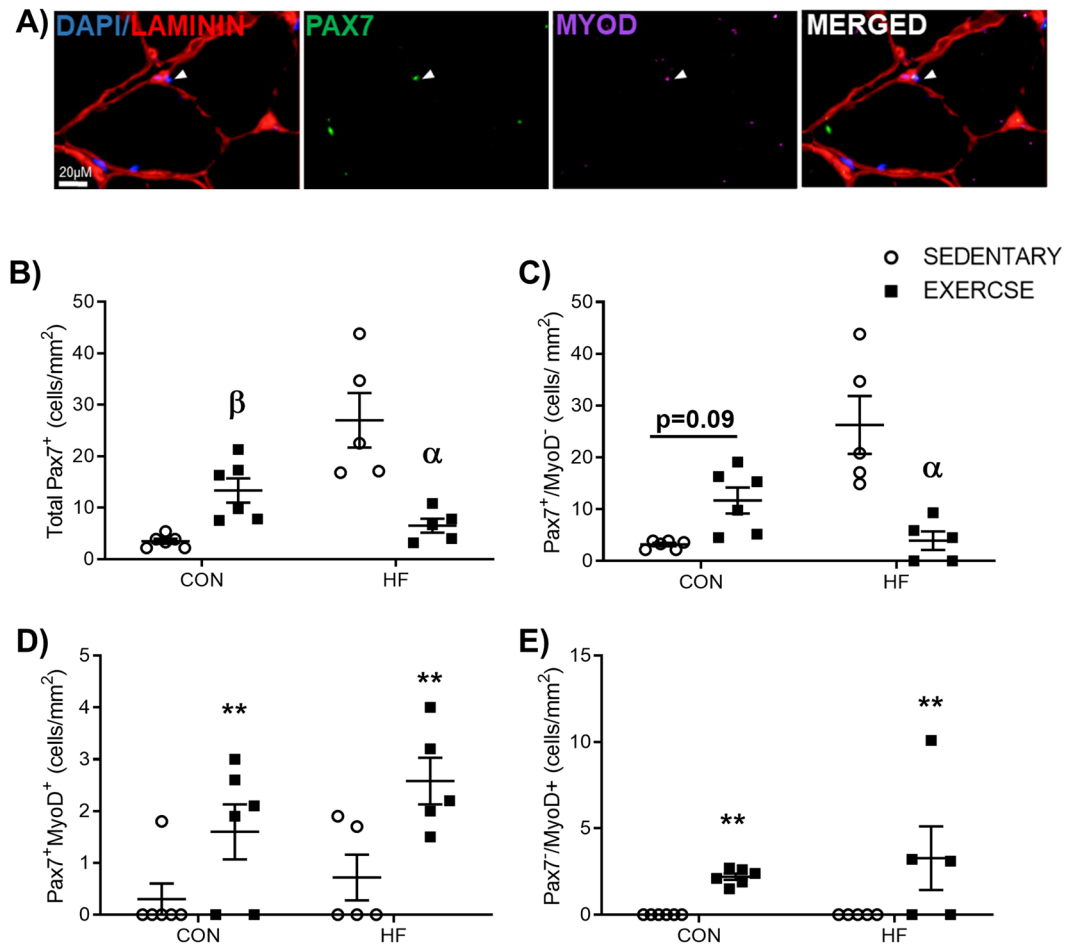 A)
DAPI/LAMININ PAX7 MYOD MERGED
20µM
SEDENTARY
EXERCSE
B)
Total Pax7+ (cells/mm2)
50
40
30
20
10
0
β
α
CON HF
C)
Pax7+/MyoD- (cells/ mm2)
50
40
30
20
10
0
p=0.09
α
CON HF
D)
Pax7+MyoD+ (cells/mm2)
5
4
3
2
1
0
**
**
CON HF
E)
Pax7-/MyoD+ (cells/mm2)
15
10
5
0
**
**
CON HF